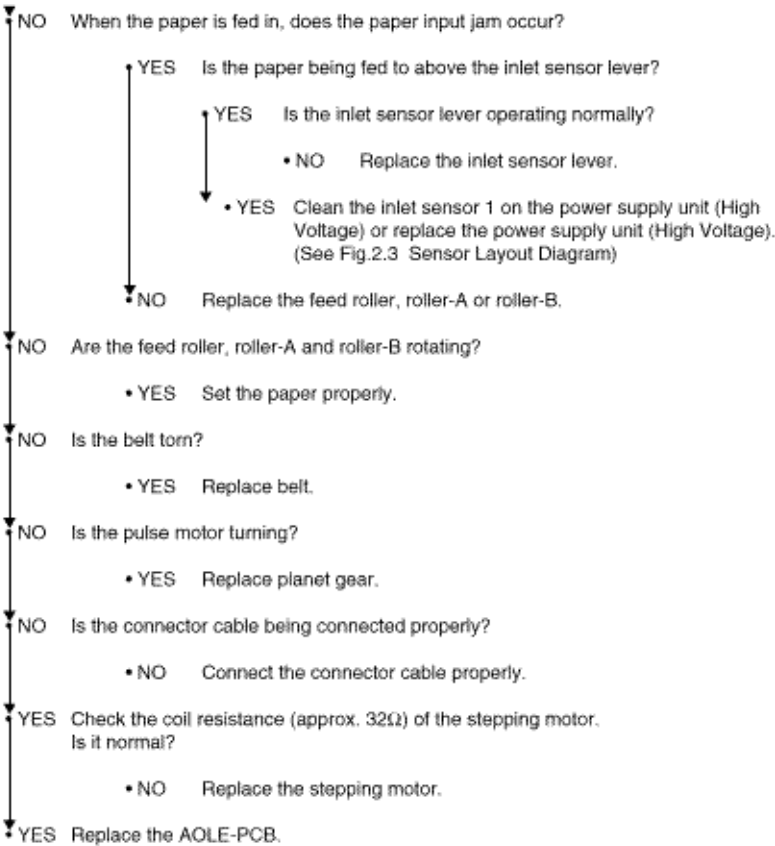 • NO When the paper is fed in, does the paper input jam occur?
• YES Is the paper being fed to above the inlet sensor lever?
• YES Is the inlet sensor lever operating normally?
• NO Replace the inlet sensor lever.
• YES Clean the inlet sensor 1 on the power supply unit (High
Voltage) or replace the power supply unit (High Voltage).
(See Fig.2.3 Sensor Layout Diagram)
• NO Replace the feed roller, roller-A or roller-B.
• NO Are the feed roller, roller-A and roller-B rotating?
• YES Set the paper properly.
• NO Is the belt torn?
• YES Replace belt.
• NO Is the pulse motor turning?
• YES Replace planet gear.
• NO Is the connector cable being connected properly?
• NO Connect the connector cable properly.
• YES Check the coil resistance (approx. 32Ω) of the stepping motor.
Is it normal?
• NO Replace the stepping motor.
• YES Replace the AOLE-PCB.